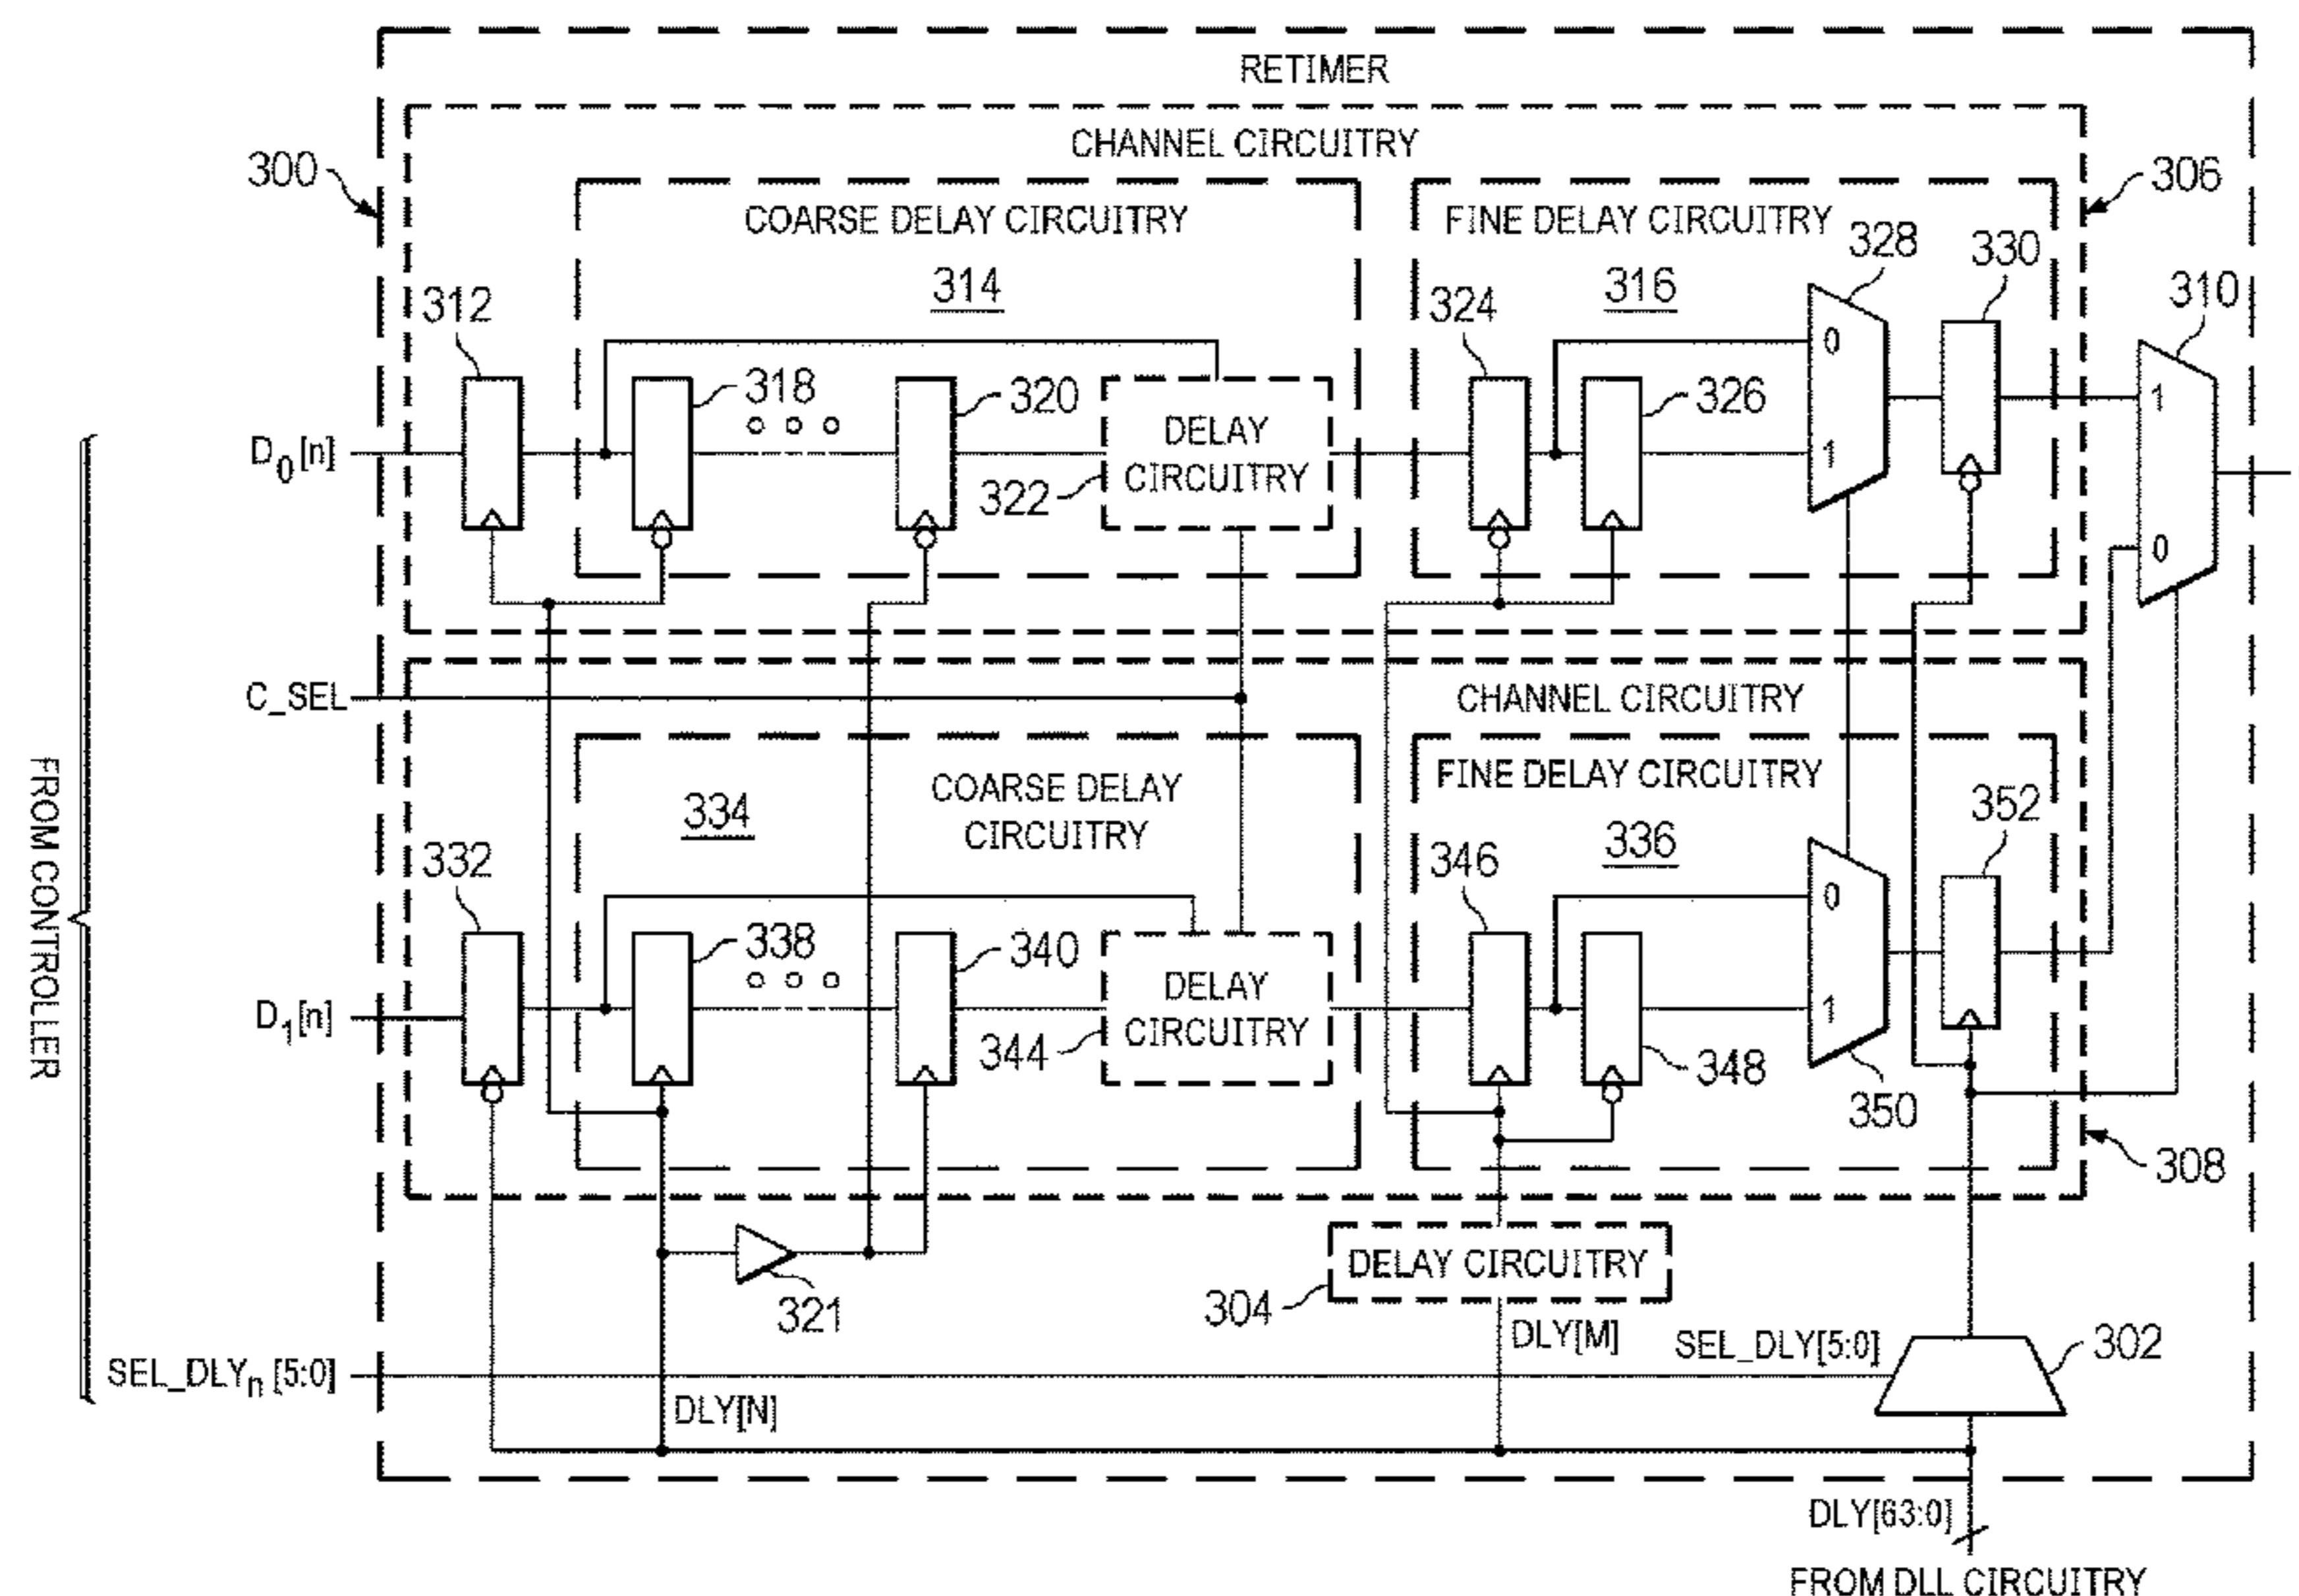 RETIMER
CHANNEL CIRCUITRY
300
306
COARSE DELAY CIRCUITRY
FINE DELAY CIRCUITRY
328
330
314
316
310
312
324
0
318
320
DELAY
CIRCUITRY
326
1
1
D0[n]
322
0
C_SEL
CHANNEL CIRCUITRY
FROM CONTROLLER
COARSE DELAY
CIRCUITRY
FINE DELAY CIRCUITRY
334
352
332
346
336
0
338
340
DELAY
CIRCUITRY
D1[n]
1
344
348
350
308
321
DELAY CIRCUITRY
304
DLY[M]
SEL_DLY[5:0]
302
SEL_DLYn[5:0]
DLY[N]
DLY[63:0]
FROM DLL CIRCUITRY